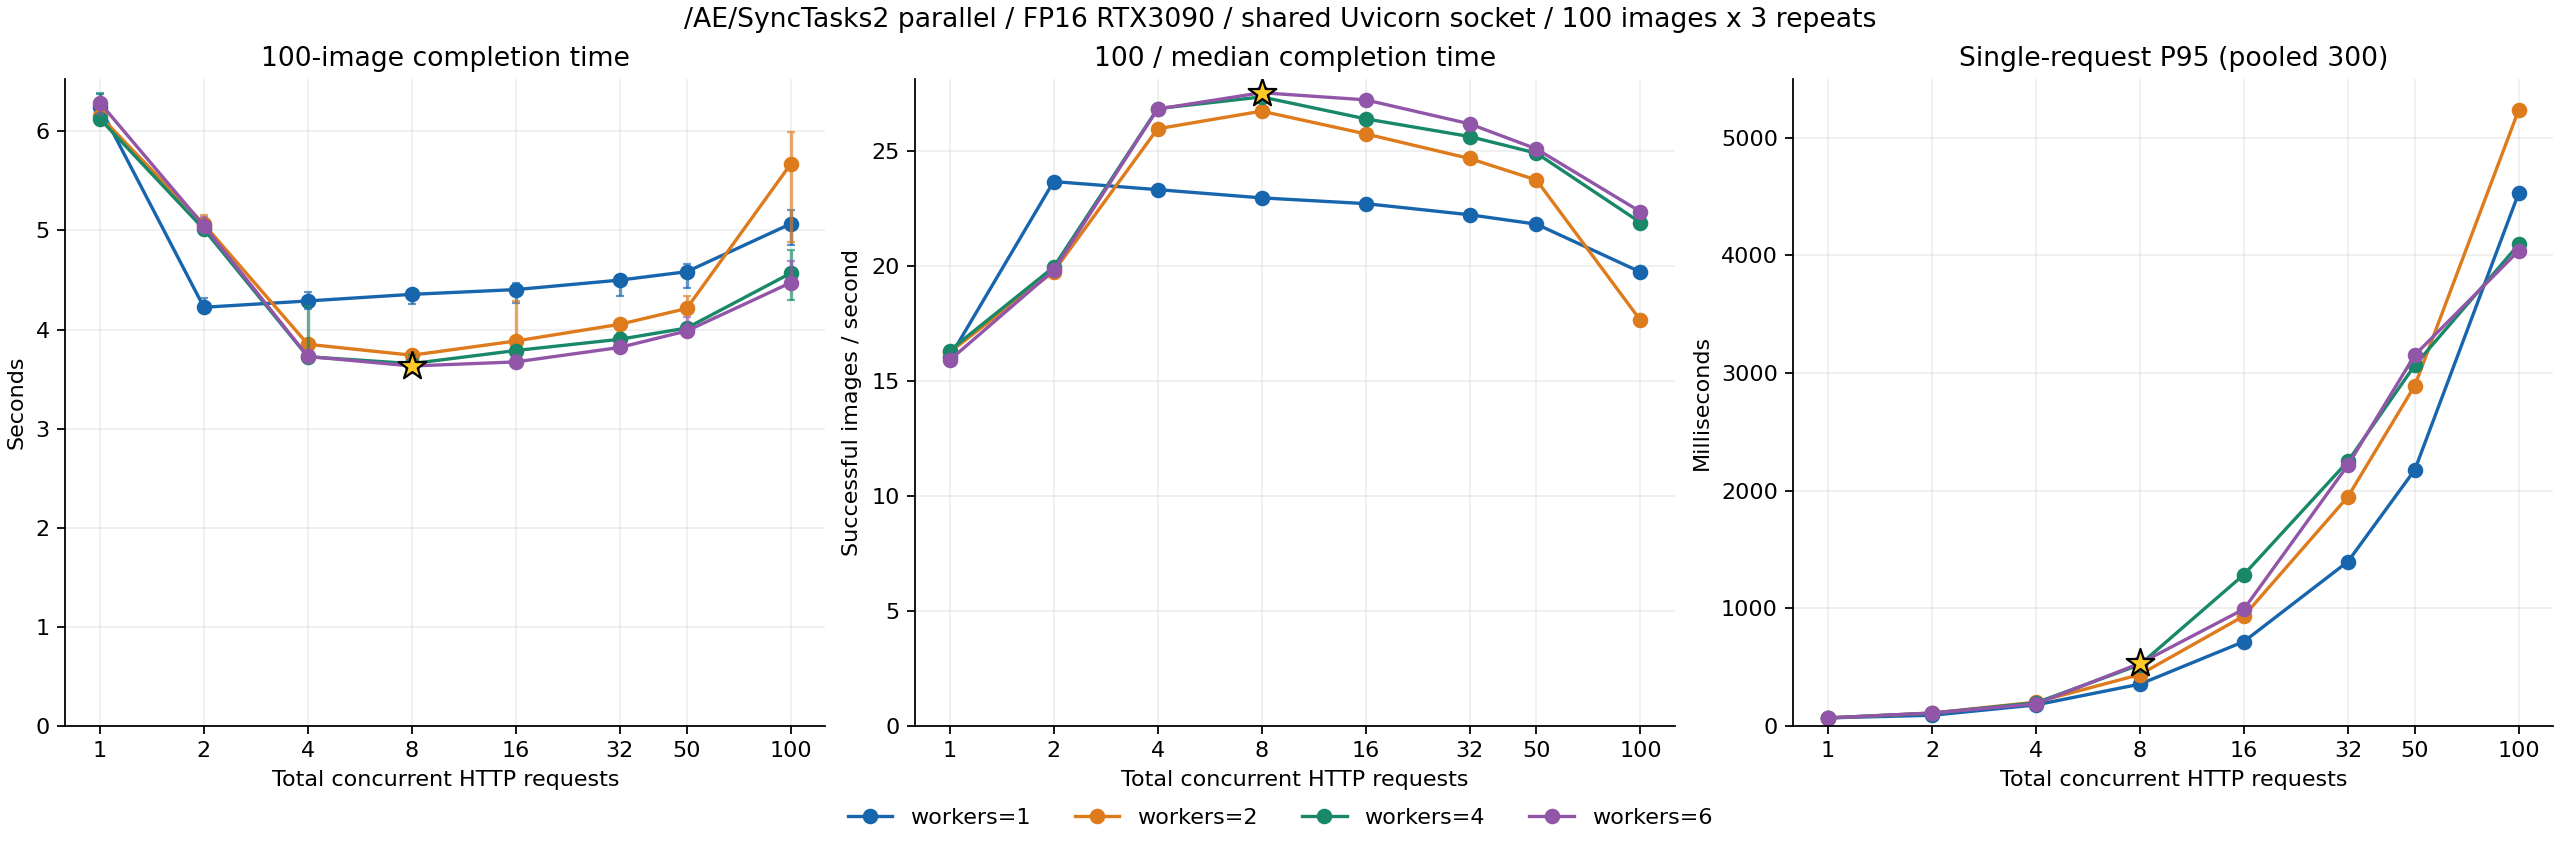 /AE/SyncTasks2 parallel / FP16 RTX3090 / shared Uvicorn socket / 100 images x 3 repeats
100-image completion time
Seconds
6
5
4
3
2
1
0
1 2 4 8 16 32 50 100
Total concurrent HTTP requests
100 / median completion time
Successful images / second
25
20
15
10
5
0
1 2 4 8 16 32 50 100
Total concurrent HTTP requests
Single-request P95 (pooled 300)
Milliseconds
5000
4000
3000
2000
1000
0
1 2 4 8 16 32 50 100
Total concurrent HTTP requests
workers=1 workers=2 workers=4 workers=6